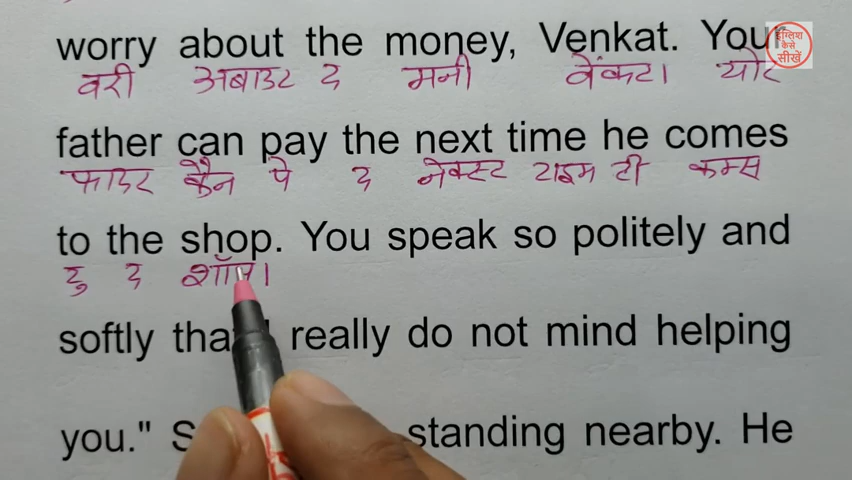 worry about the money, Venkat. Your
इंग्लिश
कैसे
सीखें
वरी अबाउट द मनी वेंकट। योर
father can pay the next time he comes
फादर कैन पे द नेक्स्ट टाइम ही कम्स
to the shop. You speak so politely and
टु द शॉप।
softly that I really do not mind helping
you." S standing nearby. He